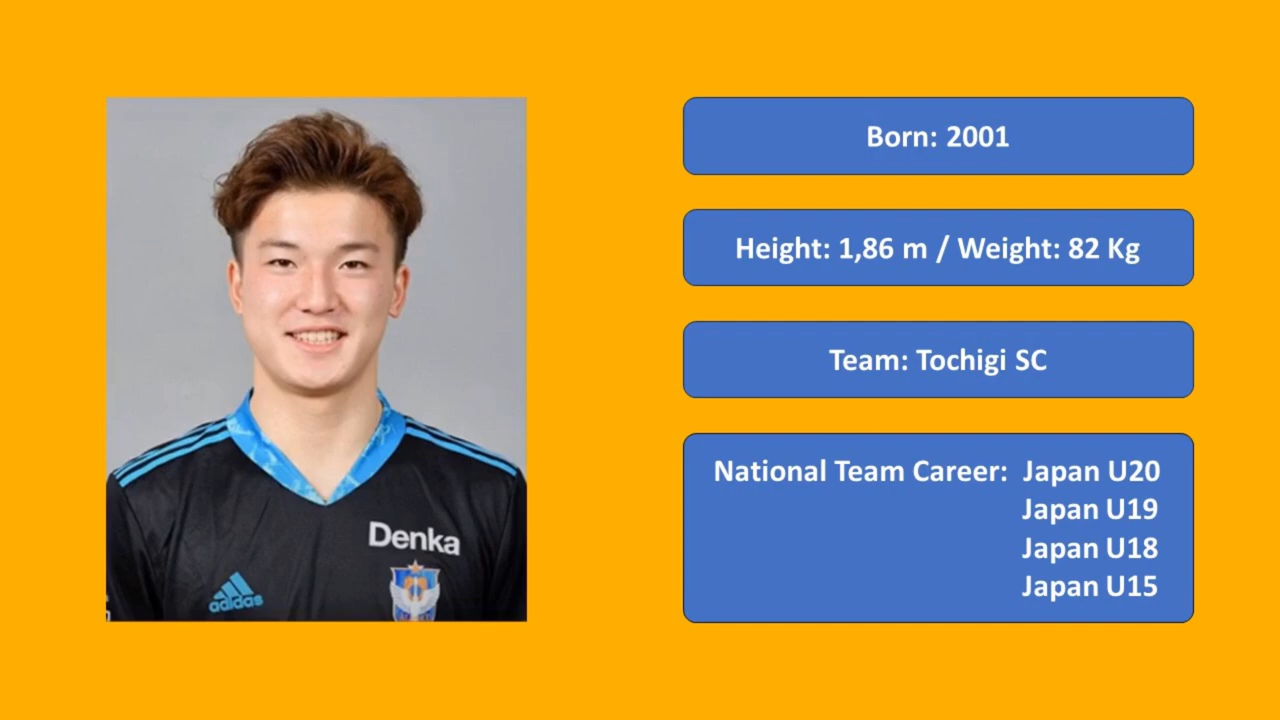 Born: 2001
Height: 1,86 m / Weight: 82 Kg
Team: Tochigi SC
National Team Career: Japan U20
Japan U19
Japan U18
Japan U15
Denka
adidas